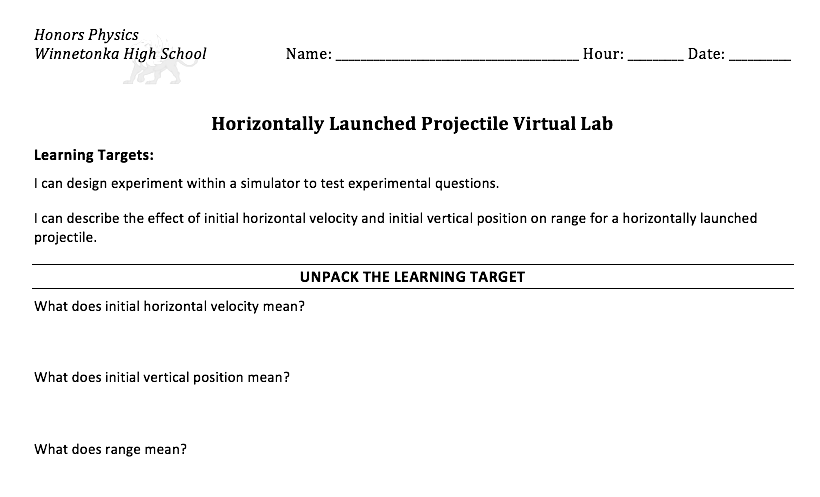 Honors Physics
Winnetonka High School Name: ______________________________ Hour: _______ Date: ________
Horizontally Launched Projectile Virtual Lab
Learning Targets:
I can design experiment within a simulator to test experimental questions.
I can describe the effect of initial horizontal velocity and initial vertical position on range for a horizontally launched
projectile.
UNPACK THE LEARNING TARGET
What does initial horizontal velocity mean?
What does initial vertical position mean?
What does range mean?